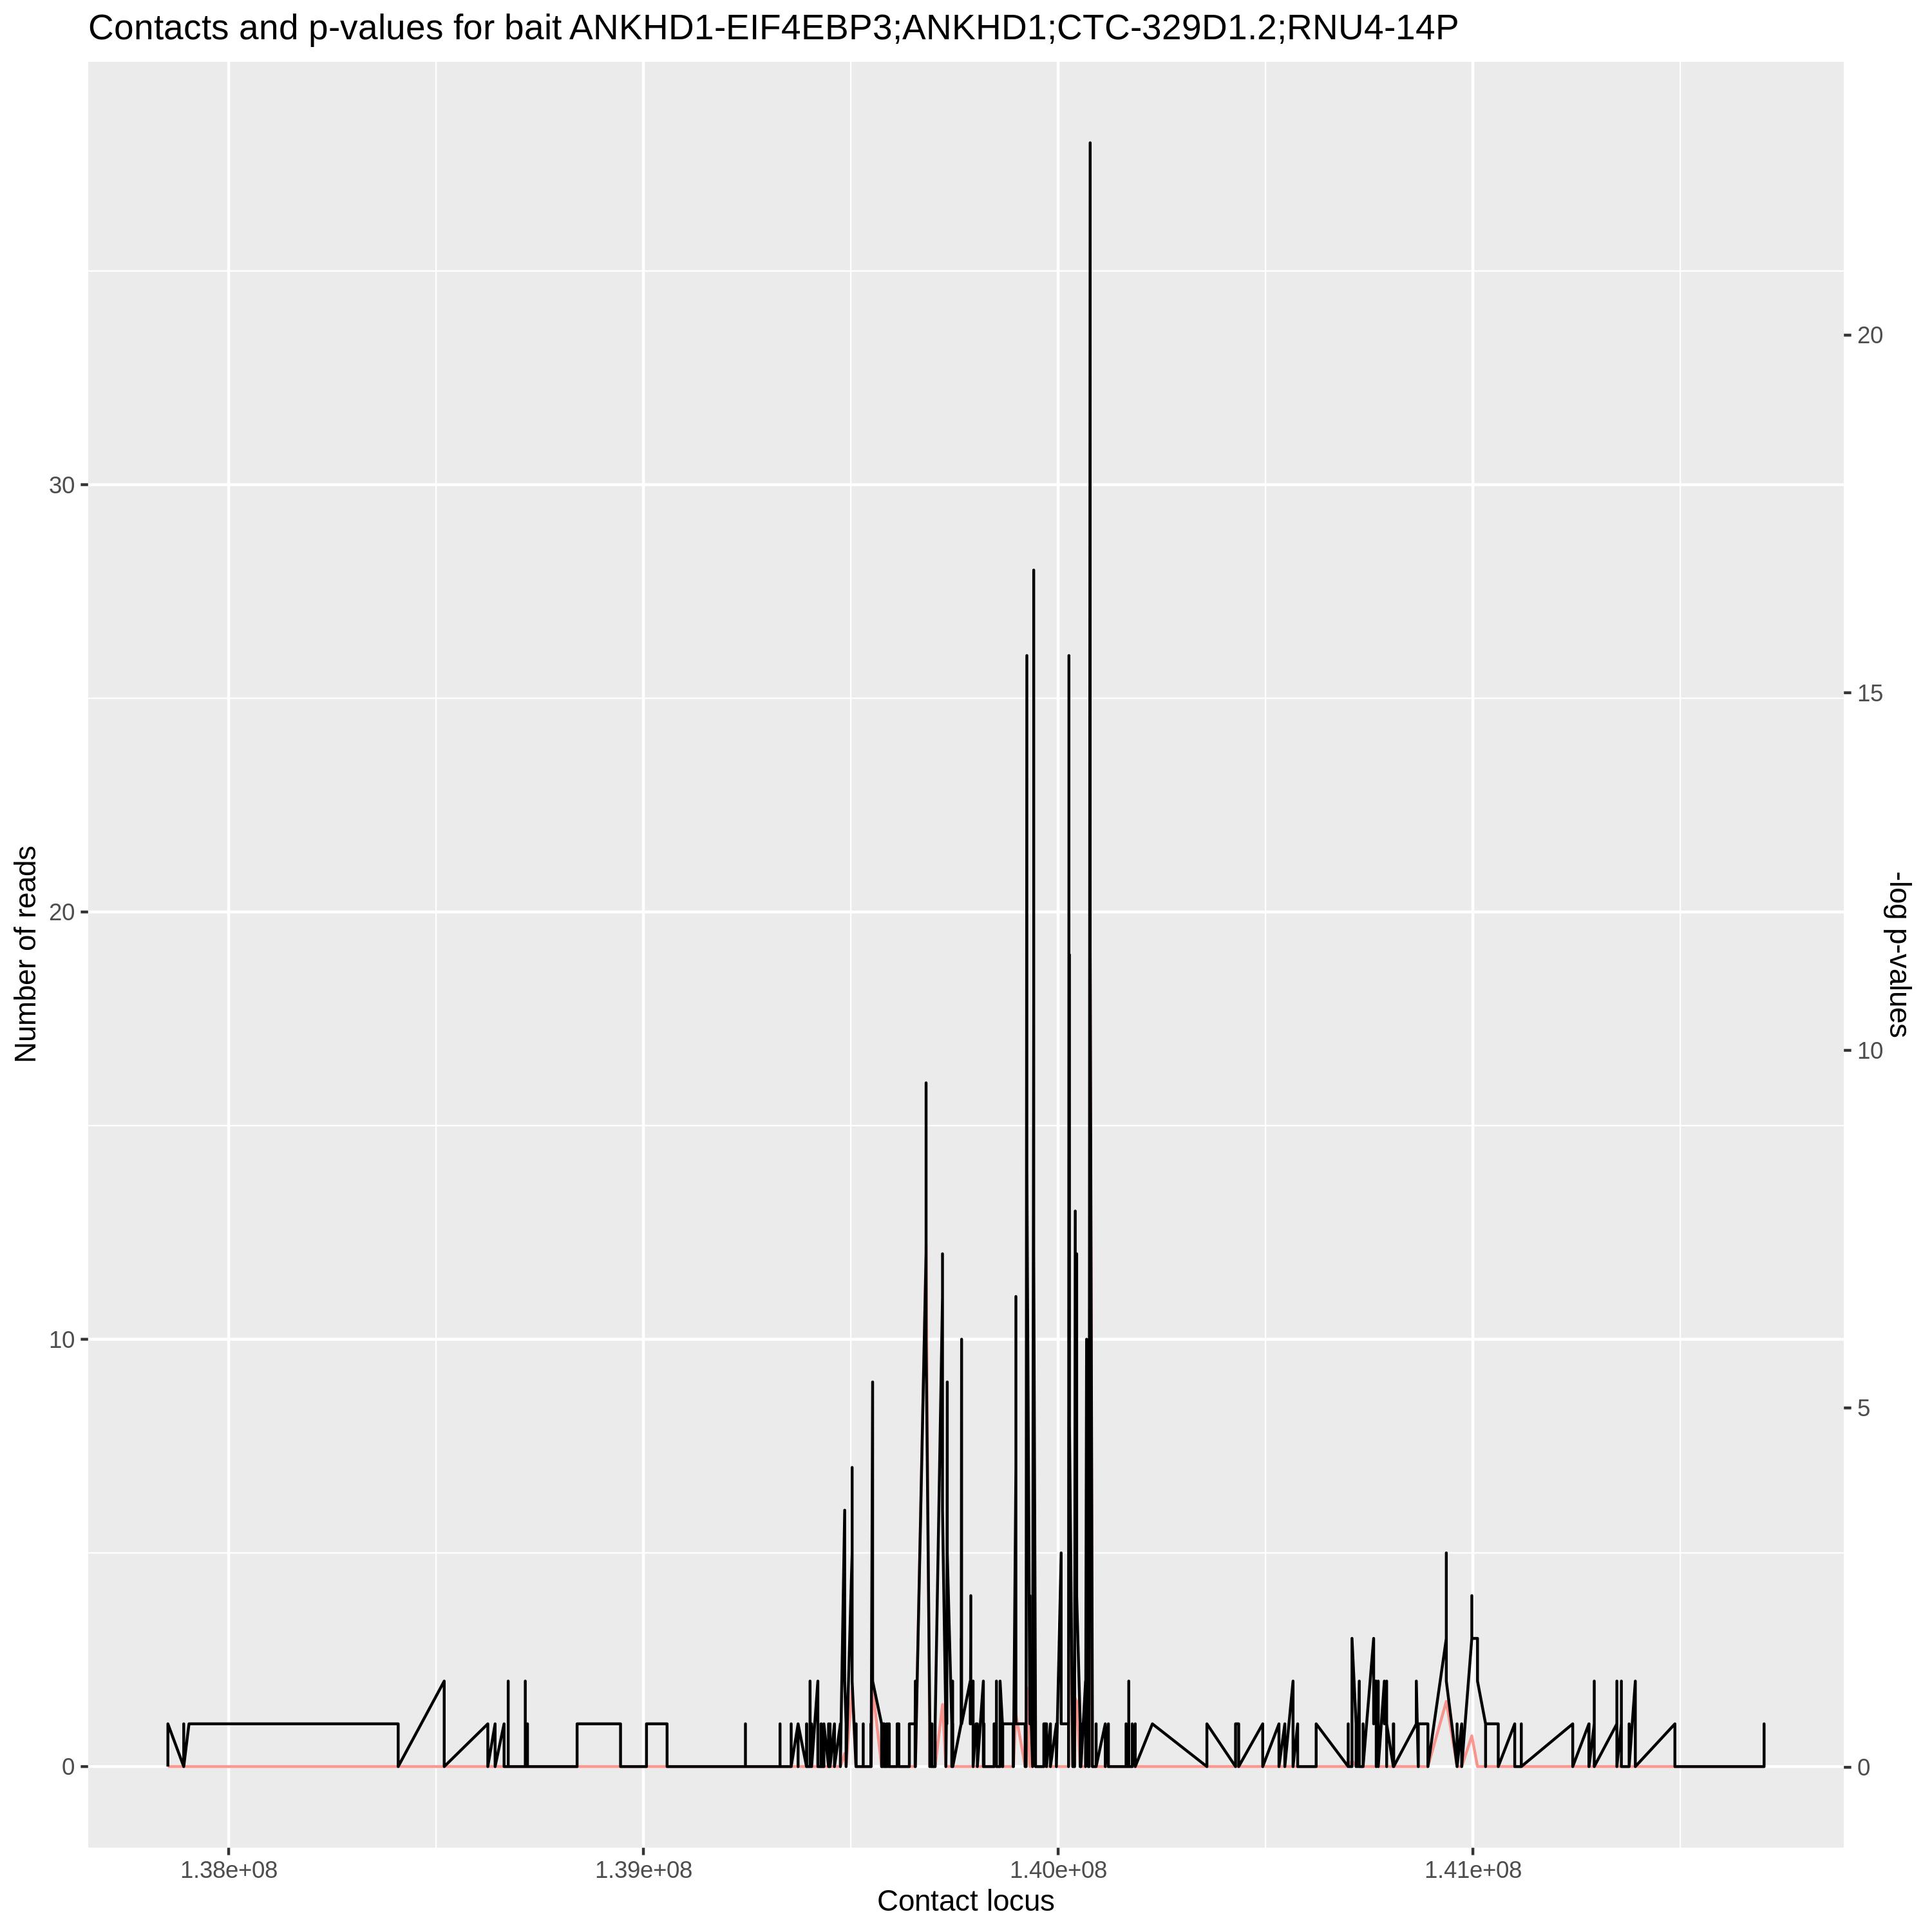 Contacts and p-values for bait ANKHD1-EIF4EBP3;ANKHD1;CTC-329D1.2;RNU4-14P
Number of reads
30
20
10
0
20
15
10
5
0
-log p-values
1.38e+08 1.39e+08 1.40e+08 1.41e+08
Contact locus